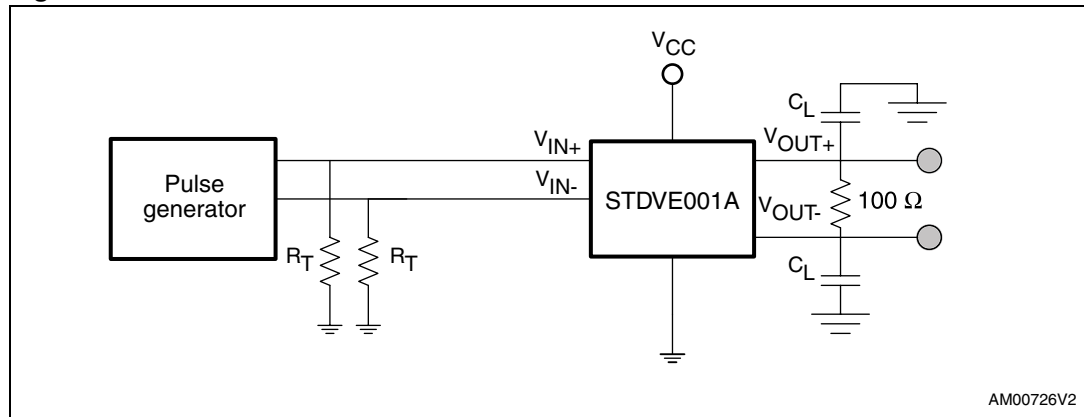 V_CC
C_L
V_IN+
V_OUT+
Pulse
generator
V_IN-
STDVE001A
V_OUT-
100 Ω
R_T
R_T
C_L
AM00726V2